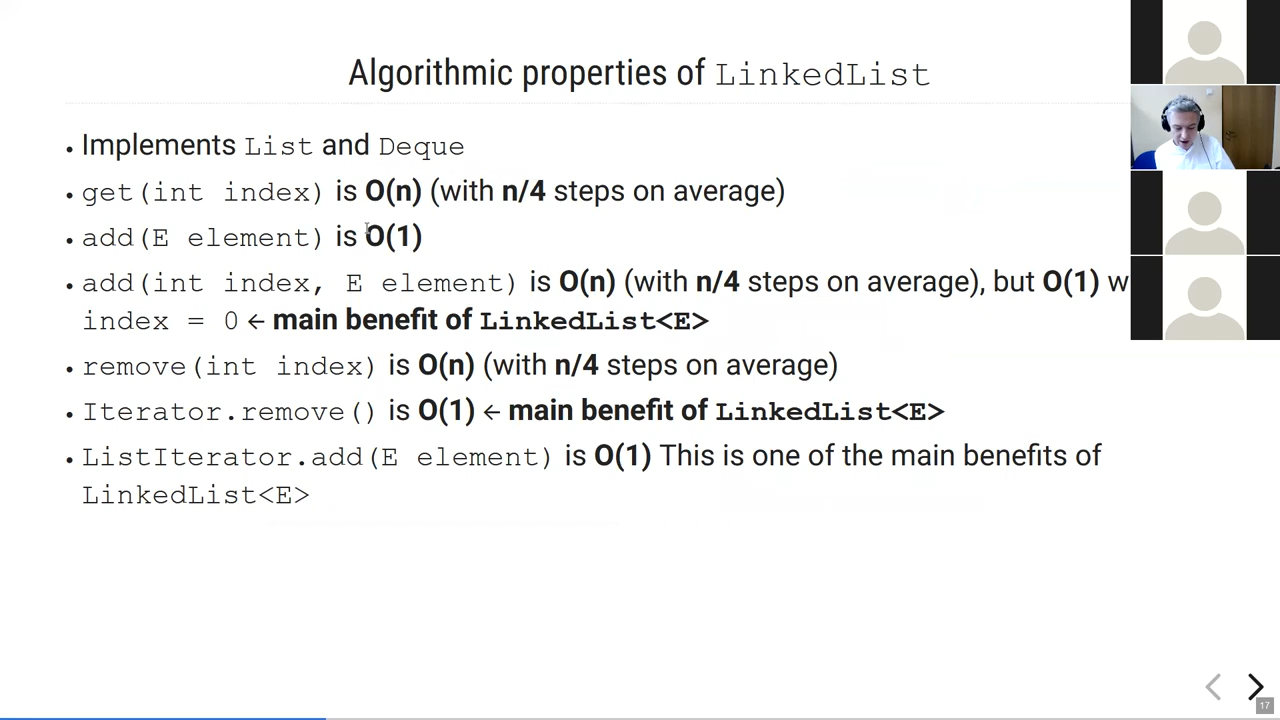 Algorithmic properties of LinkedList
Implements List and Deque
get(int index) is O(n) (with n/4 steps on average)
add(E element) is O(1)
add(int index, E element) is O(n) (with n/4 steps on average), but O(1) w
index = 0 ← main benefit of LinkedList<E>
remove(int index) is O(n) (with n/4 steps on average)
Iterator.remove() is O(1) ← main benefit of LinkedList<E>
ListIterator.add(E element) is O(1) This is one of the main benefits of
LinkedList<E>
17